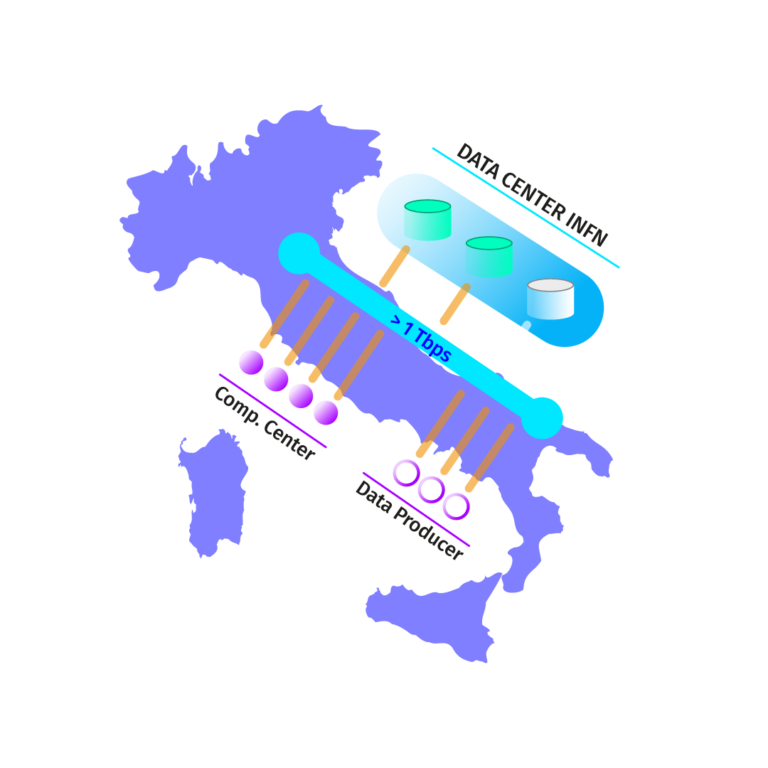 DATA CENTER INFN
> 1 Tbps
Comp. Center
Data Producer